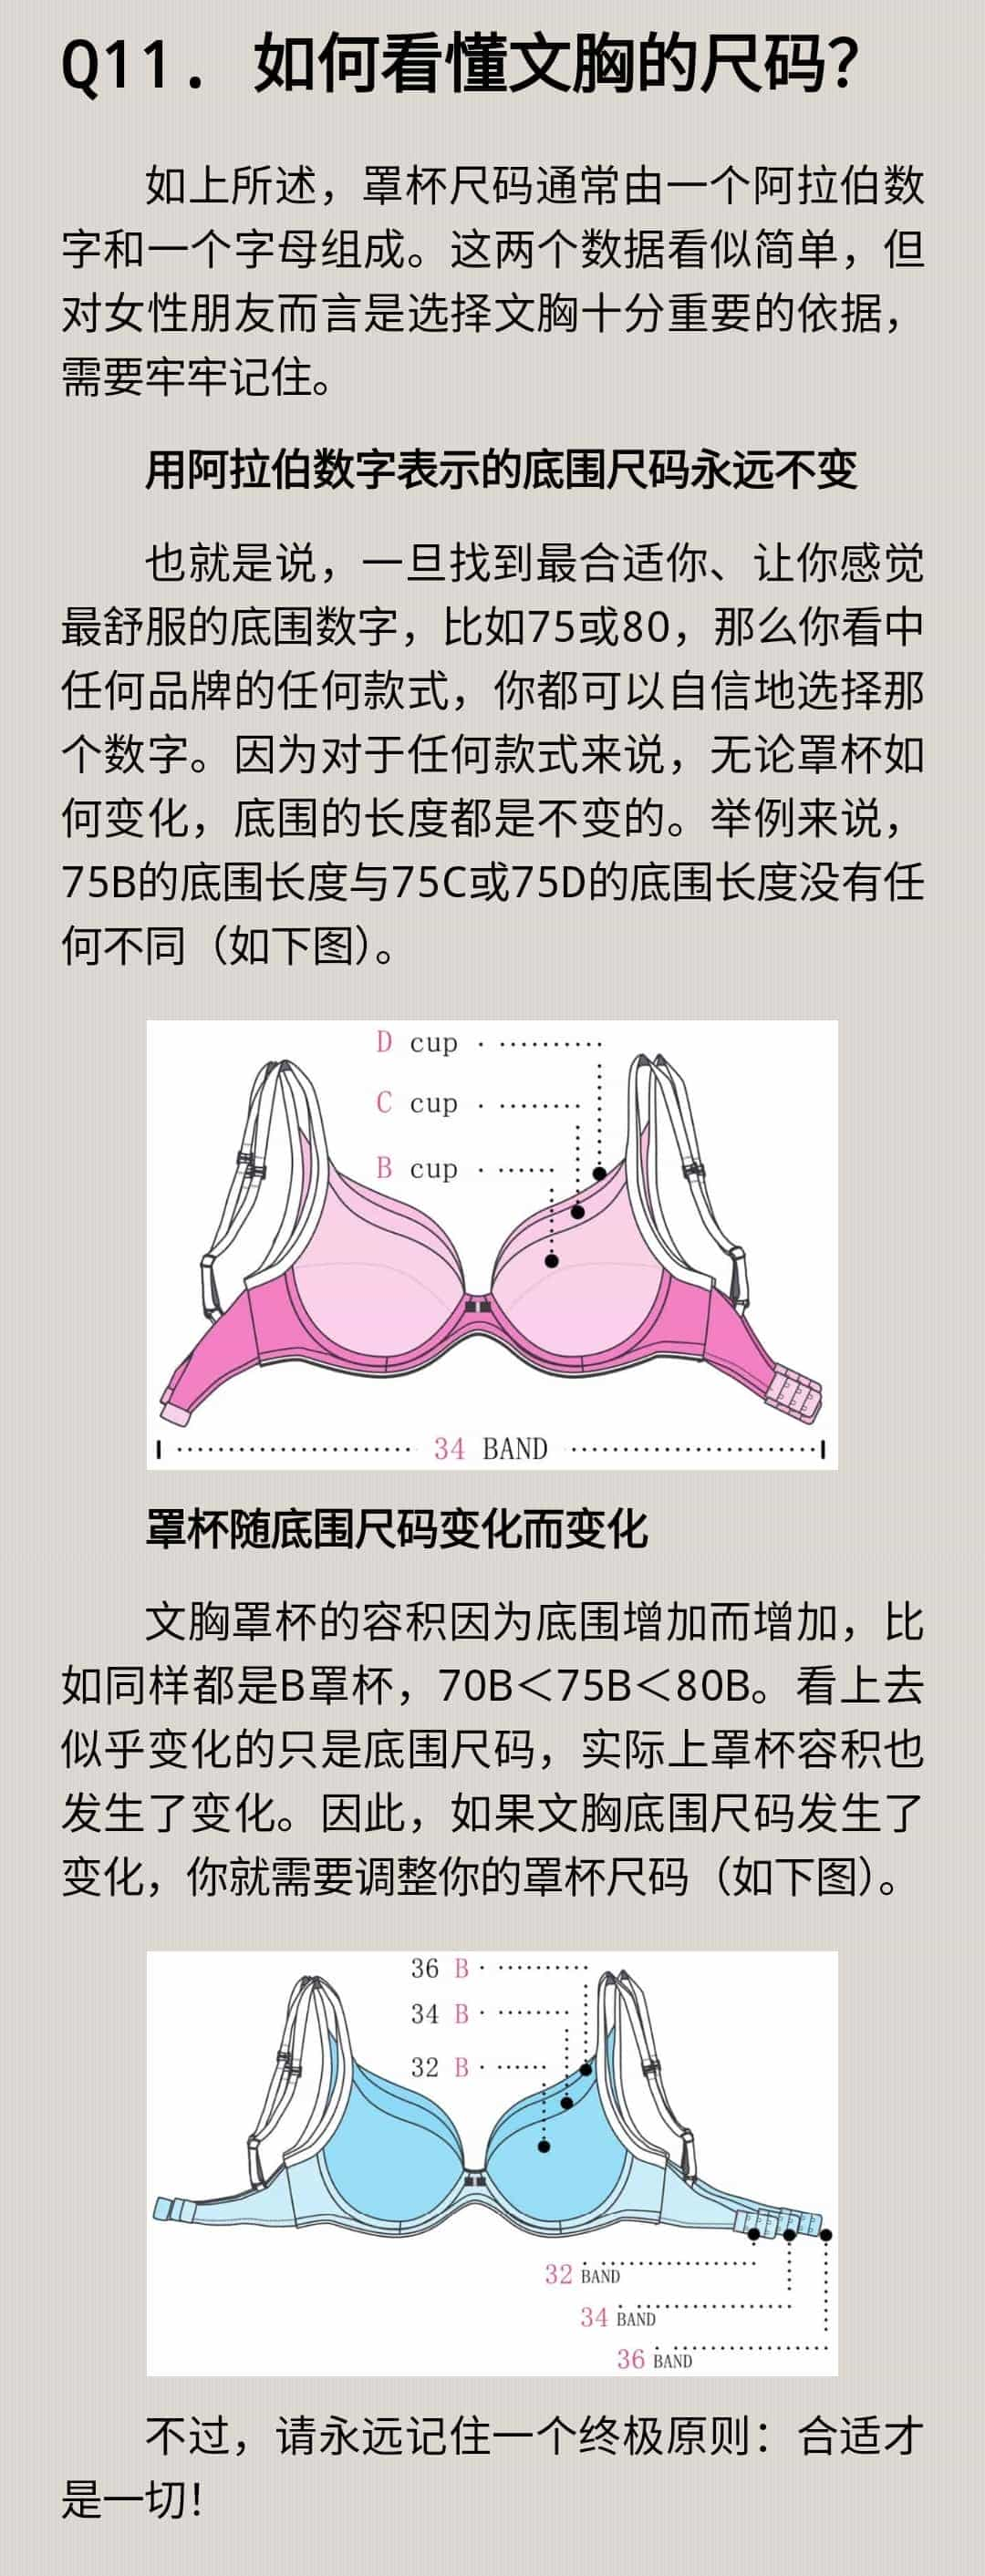 Q11. 如何看懂文胸的尺码？
如上所述，罩杯尺码通常由一个阿拉伯数
字和一个字母组成。这两个数据看似简单，但
对女性朋友而言是选择文胸十分重要的依据，
需要牢牢记住。
用阿拉伯数字表示的底围尺码永远不变
也就是说，一旦找到最合适你、让你感觉
最舒服的底围数字，比如75或80，那么你看中
任何品牌的任何款式，你都可以自信地选择那
个数字。因为对于任何款式来说，无论罩杯如
何变化，底围的长度都是不变的。举例来说，
75B的底围长度与75C或75D的底围长度没有任
何不同（如下图）。
D cup
C cup
B cup
34 BAND
罩杯随底围尺码变化而变化
文胸罩杯的容积因为底围增加而增加，比
如同样都是B罩杯，70B＜75B＜80B。看上去
似乎变化的只是底围尺码，实际上罩杯容积也
发生了变化。因此，如果文胸底围尺码发生了
变化，你就需要调整你的罩杯尺码（如下图）。
36 B
34 B
32 B
32 BAND
34 BAND
36 BAND
不过，请永远记住一个终极原则：合适才
是一切！